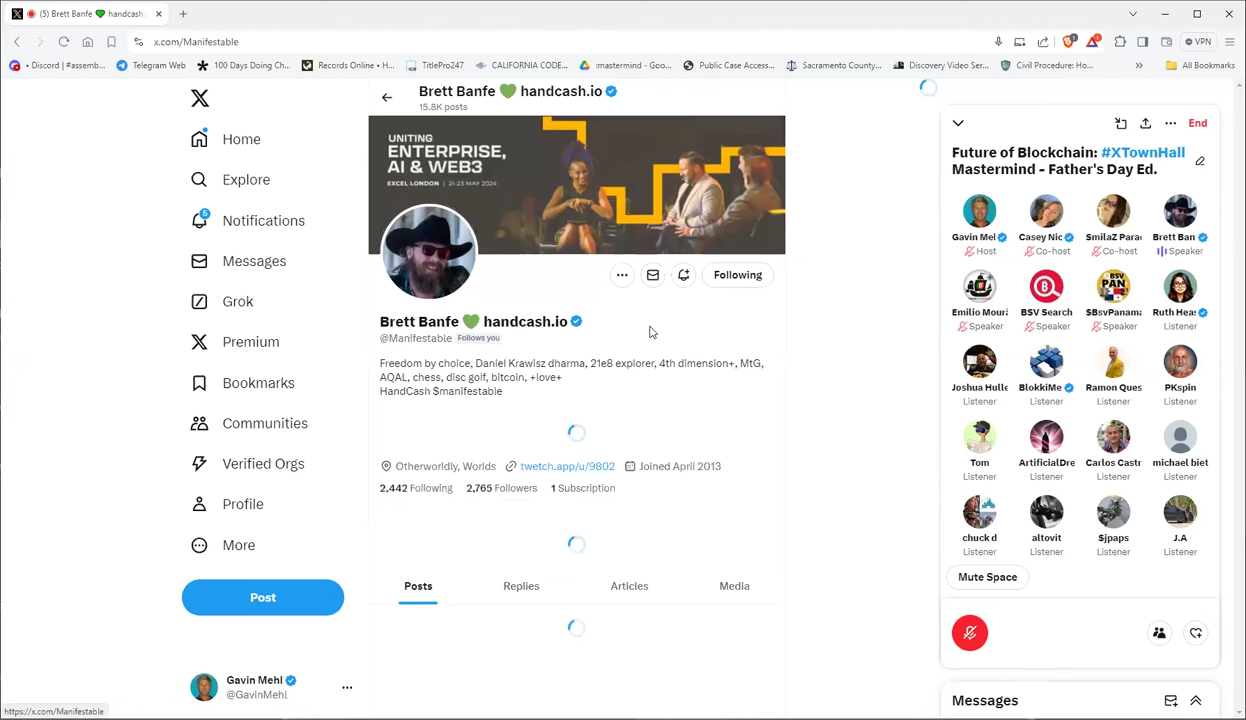 (5) Brett Banfe 💚 handcash.
x.com/Manifestable
VPN
• Discord | #assemb...
Telegram Web
100 Days Doing Ch...
Records Online • H...
TitlePro247
CALIFORNIA CODE...
:mastermind - Goo...
Public Case Access...
Sacramento County...
Discovery Video Ser...
Civil Procedure: Ho...
All Bookmarks
Home
Explore
5
Notifications
Messages
Grok
Premium
Bookmarks
Communities
Verified Orgs
Profile
More
Post
Gavin Mehl
@GavinMehl
https://x.com/Manifestable
Brett Banfe 💚 handcash.io
15.8K posts
UNITING
ENTERPRISE,
AI & WEB3
EXCEL LONDON | 21-23 MAY 2024
Following
Brett Banfe 💚 handcash.io
@Manifestable Follows you
Freedom by choice, Daniel Krawisz dharma, 21e8 explorer, 4th dimension+, MtG,
AQAL, chess, disc golf, bitcoin, +love+
HandCash $manifestable
Otherworldly, Worlds twetch.app/u/9802 Joined April 2013
2,442 Following 2,765 Followers 1 Subscription
Posts Replies Articles Media
End
Future of Blockchain: #XTownHall
Mastermind - Father's Day Ed.
Gavin Mel Casey Nic SmilaZ Para Brett Ban
Host Co-host Co-host Speaker
BSV
PAN
Emilio Mour BSV Search $BsvPanama Ruth Heas
Speaker Speaker Speaker Listener
Joshua Hulle BlokkiMe Ramon Ques PKspin
Listener Listener Listener Listener
Tom ArtificialDre Carlos Castr michael biet
Listener Listener Listener Listener
chuck d altovit $jpaps J.A
Listener Listener Listener Listener
Mute Space
Messages